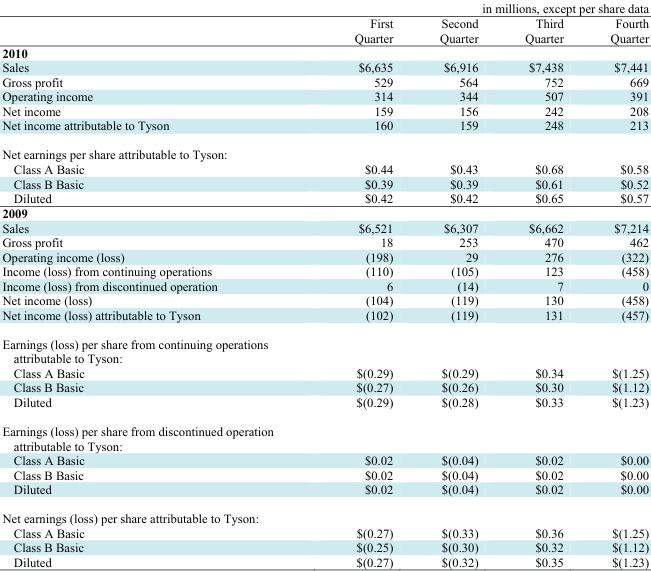 in millions, except per share data
First Second Third Fourth
Quarter Quarter Quarter Quarter
2010
Sales $6,635 $6,916 $7,438 $7,441
Gross profit 529 564 752 669
Operating income 314 344 507 391
Net income 159 156 242 208
Net income attributable to Tyson 160 159 248 213
Net earnings per share attributable to Tyson:
Class A Basic $0.44 $0.43 $0.68 $0.58
Class B Basic $0.39 $0.39 $0.61 $0.52
Diluted $0.42 $0.42 $0.65 $0.57
2009
Sales $6,521 $6,307 $6,662 $7,214
Gross profit 18 253 470 462
Operating income (loss) (198) 29 276 (322)
Income (loss) from continuing operations (110) (105) 123 (458)
Income (loss) from discontinued operation 6 (14) 7 0
Net income (loss) (104) (119) 130 (458)
Net income (loss) attributable to Tyson (102) (119) 131 (457)
Earnings (loss) per share from continuing operations
attributable to Tyson:
Class A Basic $(0.29) $(0.29) $0.34 $(1.25)
Class B Basic $(0.27) $(0.26) $0.30 $(1.12)
Diluted $(0.29) $(0.28) $0.33 $(1.23)
Earnings (loss) per share from discontinued operation
attributable to Tyson:
Class A Basic $0.02 $(0.04) $0.02 $0.00
Class B Basic $0.02 $(0.04) $0.02 $0.00
Diluted $0.02 $(0.04) $0.02 $0.00
Net earnings (loss) per share attributable to Tyson:
Class A Basic $(0.27) $(0.33) $0.36 $(1.25)
Class B Basic $(0.25) $(0.30) $0.32 $(1.12)
Diluted $(0.27) $(0.32) $0.35 $(1.23)